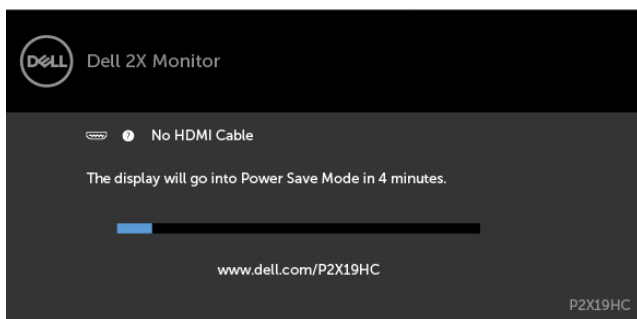 DELL
Dell 2X Monitor
No HDMI Cable
The display will go into Power Save Mode in 4 minutes.
www.dell.com/P2X19HC
P2X19HC